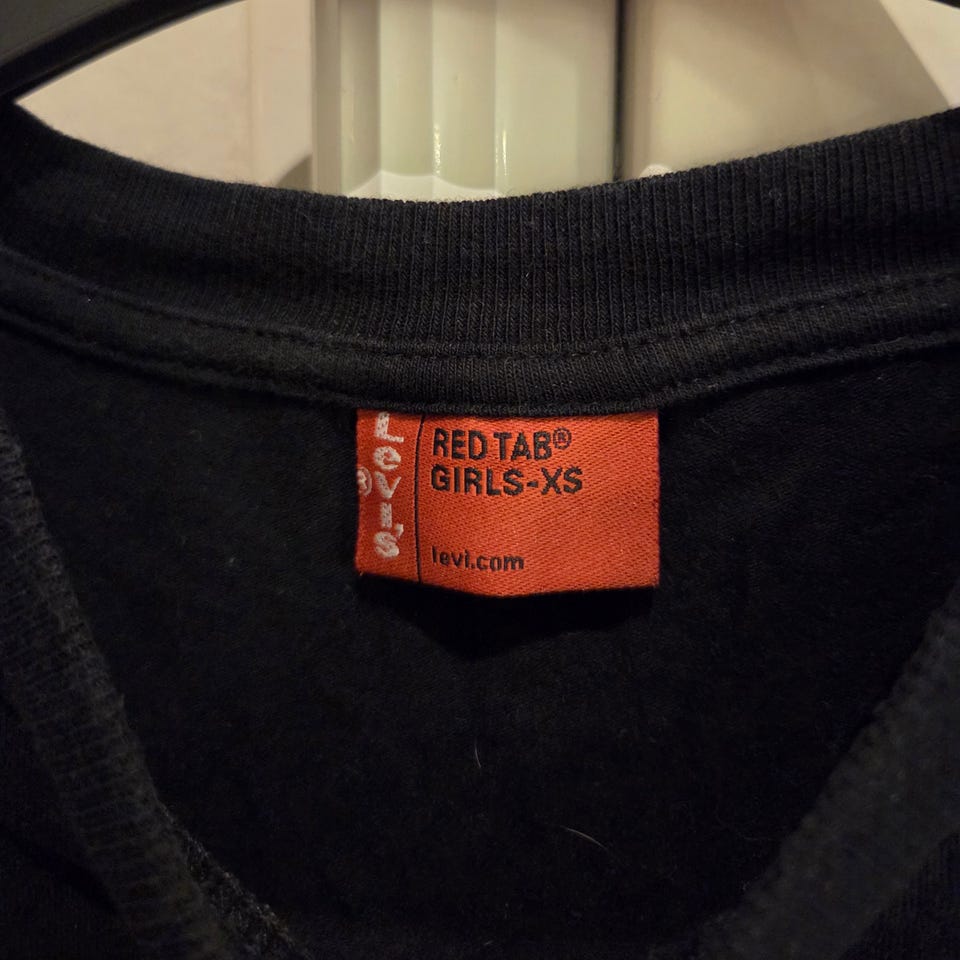 LeVI'S
®
RED TAB®
GIRLS-XS
levi.com